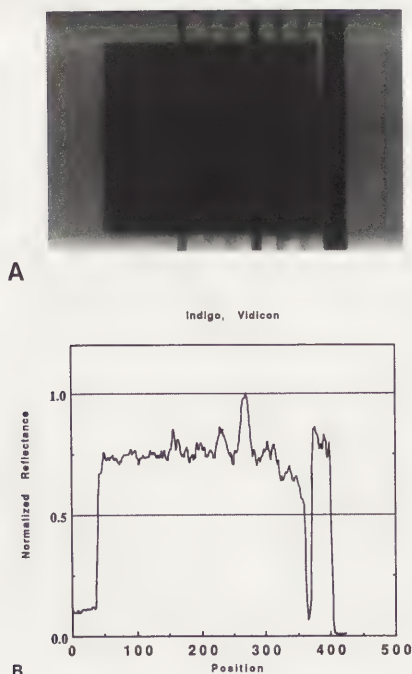 A
Indigo, Vidicon
Normalized Reflectance
1.0
0.5
0.0
0 100 200 300 400 500
Position
B